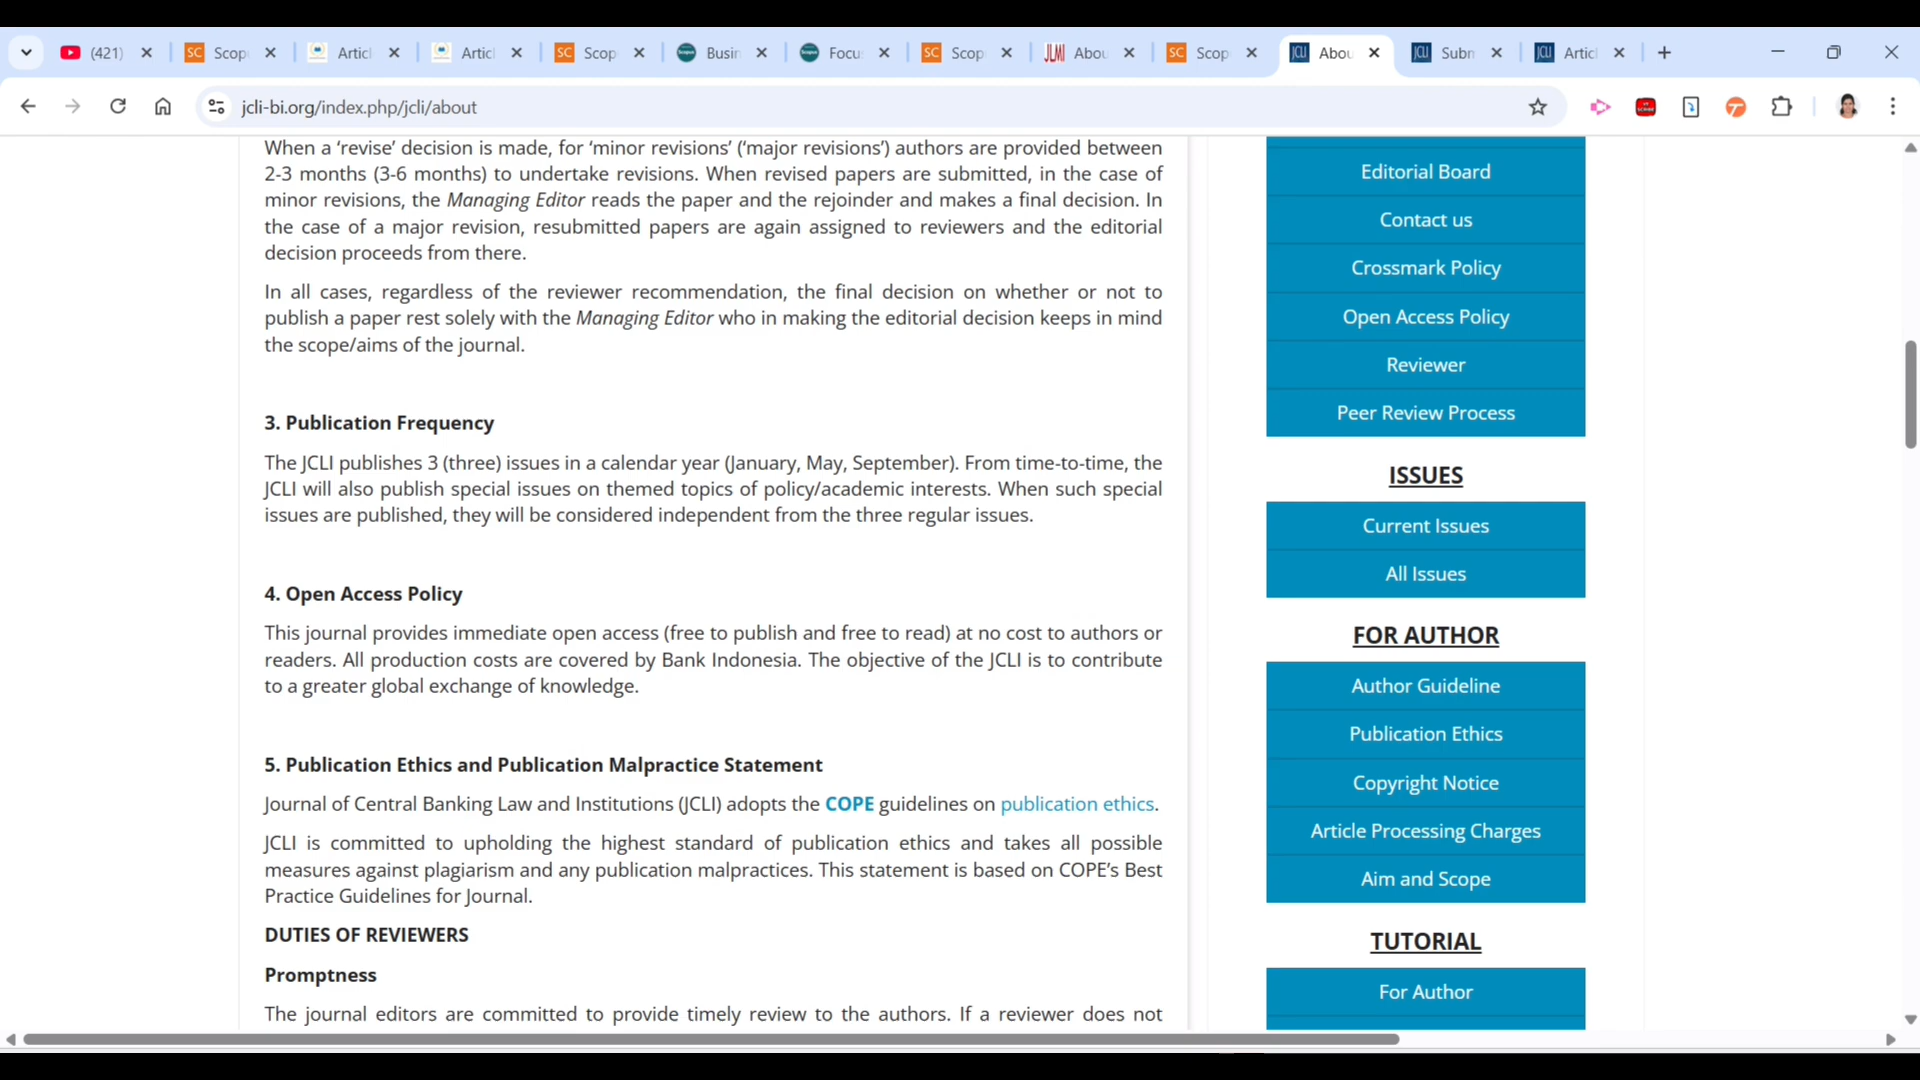 (421)
Scop
Articl
Articl
Scop
Busin
Focu
Scop
JLMI Abou
Scop
JCLI Abou
JCLI Subm
JCLI Articl
jcli-bi.org/index.php/jcli/about
When a ‘revise’ decision is made, for ‘minor revisions’ (‘major revisions’) authors are provided between
2-3 months (3-6 months) to undertake revisions. When revised papers are submitted, in the case of
minor revisions, the Managing Editor reads the paper and the rejoinder and makes a final decision. In
the case of a major revision, resubmitted papers are again assigned to reviewers and the editorial
decision proceeds from there.
In all cases, regardless of the reviewer recommendation, the final decision on whether or not to
publish a paper rest solely with the Managing Editor who in making the editorial decision keeps in mind
the scope/aims of the journal.
3. Publication Frequency
The JCLI publishes 3 (three) issues in a calendar year (January, May, September). From time-to-time, the
JCLI will also publish special issues on themed topics of policy/academic interests. When such special
issues are published, they will be considered independent from the three regular issues.
4. Open Access Policy
This journal provides immediate open access (free to publish and free to read) at no cost to authors or
readers. All production costs are covered by Bank Indonesia. The objective of the JCLI is to contribute
to a greater global exchange of knowledge.
5. Publication Ethics and Publication Malpractice Statement
Journal of Central Banking Law and Institutions (JCLI) adopts the COPE guidelines on publication ethics.
JCLI is committed to upholding the highest standard of publication ethics and takes all possible
measures against plagiarism and any publication malpractices. This statement is based on COPE’s Best
Practice Guidelines for Journal.
DUTIES OF REVIEWERS
Promptness
The journal editors are committed to provide timely review to the authors. If a reviewer does not
Editorial Board
Contact us
Crossmark Policy
Open Access Policy
Reviewer
Peer Review Process
ISSUES
Current Issues
All Issues
FOR AUTHOR
Author Guideline
Publication Ethics
Copyright Notice
Article Processing Charges
Aim and Scope
TUTORIAL
For Author